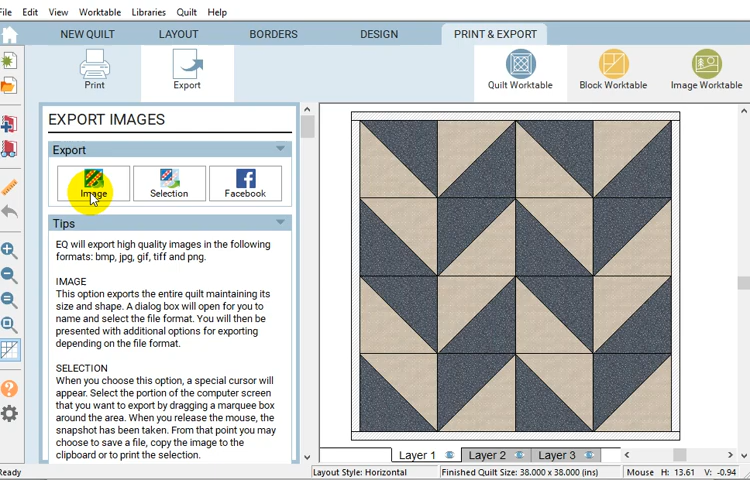 File Edit View Worktable Libraries Quilt Help
NEW QUILT LAYOUT BORDERS DESIGN PRINT & EXPORT
Print Export Quilt Worktable Block Worktable Image Worktable
EXPORT IMAGES
Export
Image Selection Facebook
Tips
EQ will export high quality images in the following
formats: bmp, jpg, gif, tiff and png.
IMAGE
This option exports the entire quilt maintaining its
size and shape. A dialog box will open for you to
name and select the file format. You will then be
presented with additional options for exporting
depending on the file format.
SELECTION
When you choose this option, a special cursor will
appear. Select the portion of the computer screen
that you want to export by dragging a marquee box
around the area. When you release the mouse, the
snapshot has been taken. From that point you may
choose to save a file, copy the image to the
clipboard or to print the selection.
Layer 1 Layer 2 Layer 3
Ready Layout Style: Horizontal Finished Quilt Size: 38.000 x 38.000 (ins) Mouse H: 13.61 V: -0.94